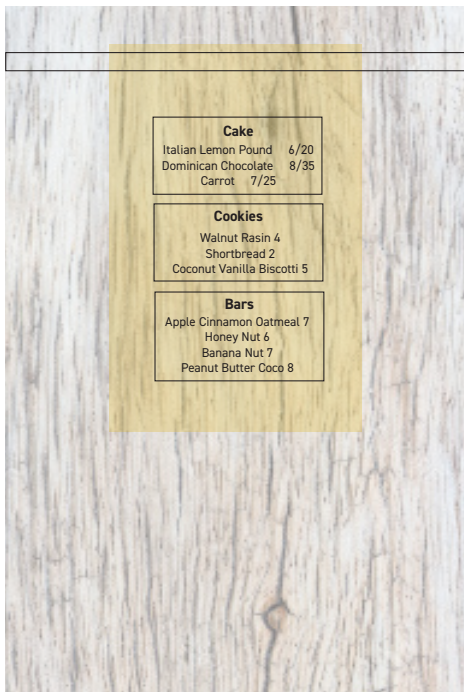 Cake
Italian Lemon Pound 6/20
Dominican Chocolate 8/35
Carrot 7/25
Cookies
Walnut Rasin 4
Shortbread 2
Coconut Vanilla Biscotti 5
Bars
Apple Cinnamon Oatmeal 7
Honey Nut 6
Banana Nut 7
Peanut Butter Coco 8